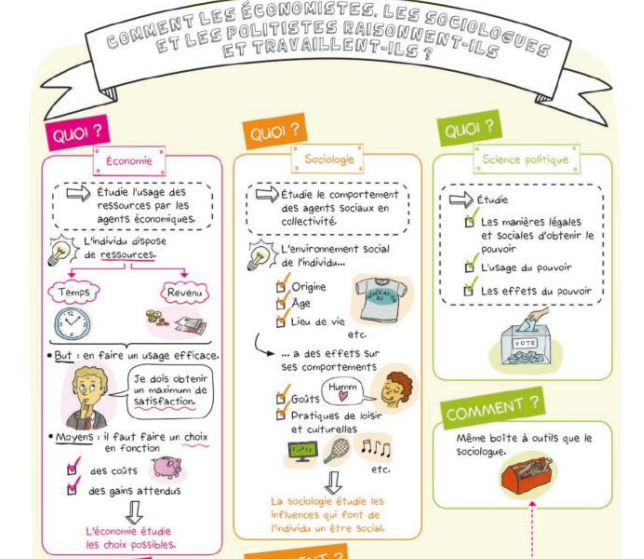 COMMENT LES ÉCONOMISTES, LES SOCIOLOGUES
ET LES POLITISTES RAISONNENT-ILS
ET TRAVAILLENT-ILS ?
QUOI ?
Économie
Étudie l'usage des
ressources par les
agents économiques.
L'individu dispose
de ressources.
Temps
Revenu
• But : en faire un usage efficace.
Je dois obtenir
un maximum de
satisfaction.
• Moyens : il faut faire un choix
en fonction
des coûts
des gains attendus
L'économie étudie
les choix possibles.
QUOI ?
Sociologie
Étudie le comportement
des agents sociaux en
collectivité.
L'environnement social
de l'individu...
Origine
Âge
Lieu de vie
etc.
... a des effets sur
ses comportements
Humm
Goûts
Pratiques de loisir
et culturelles
etc.
La sociologie étudie les
influences qui font de
l'individu un être social.
QUOI ?
Science politique
Étudie
Les manières légales
et sociales d'obtenir le
pouvoir
L'usage du pouvoir
Les effets du pouvoir
VOTE
COMMENT ?
Même boîte à outils que le
sociologue.